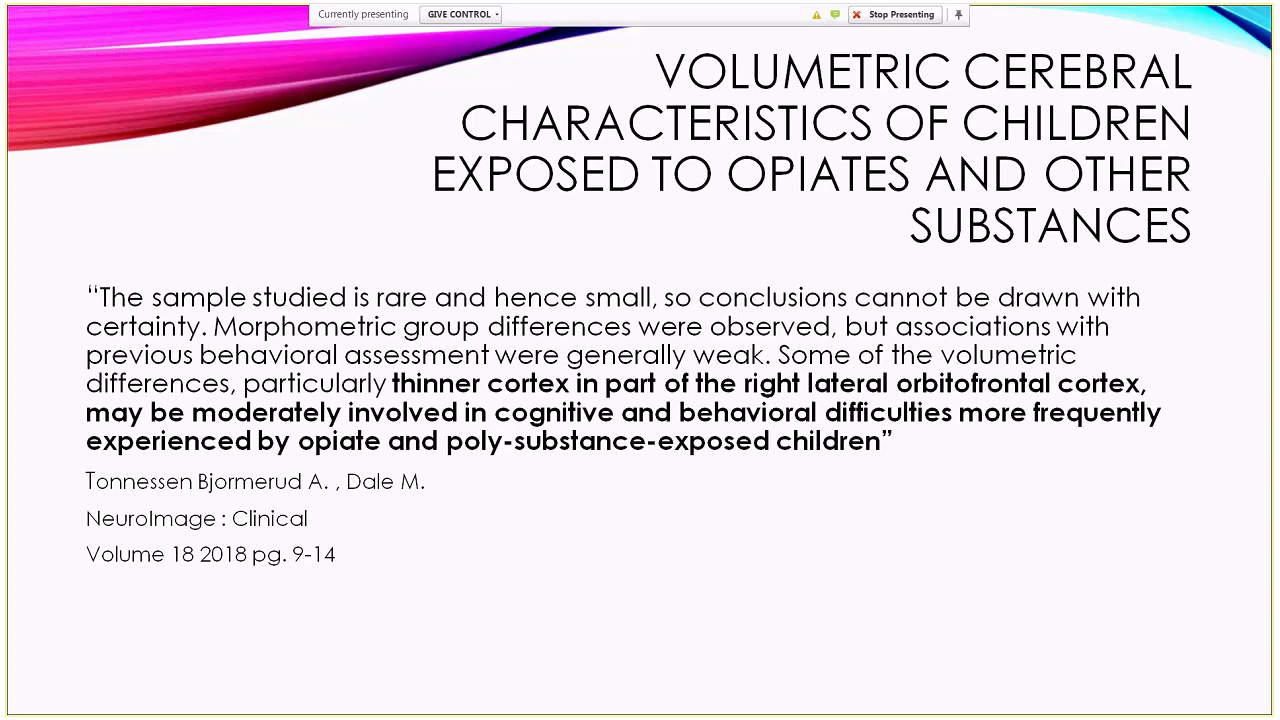 Currently presenting GIVE CONTROL Stop Presenting
VOLUMETRIC CEREBRAL
CHARACTERISTICS OF CHILDREN
EXPOSED TO OPIATES AND OTHER
SUBSTANCES
“The sample studied is rare and hence small, so conclusions cannot be drawn with
certainty. Morphometric group differences were observed, but associations with
previous behavioral assessment were generally weak. Some of the volumetric
differences, particularly thinner cortex in part of the right lateral orbitofrontal cortex,
may be moderately involved in cognitive and behavioral difficulties more frequently
experienced by opiate and poly-substance-exposed children”
Tonnessen Bjormerud A. , Dale M.
NeuroImage : Clinical
Volume 18 2018 pg. 9-14